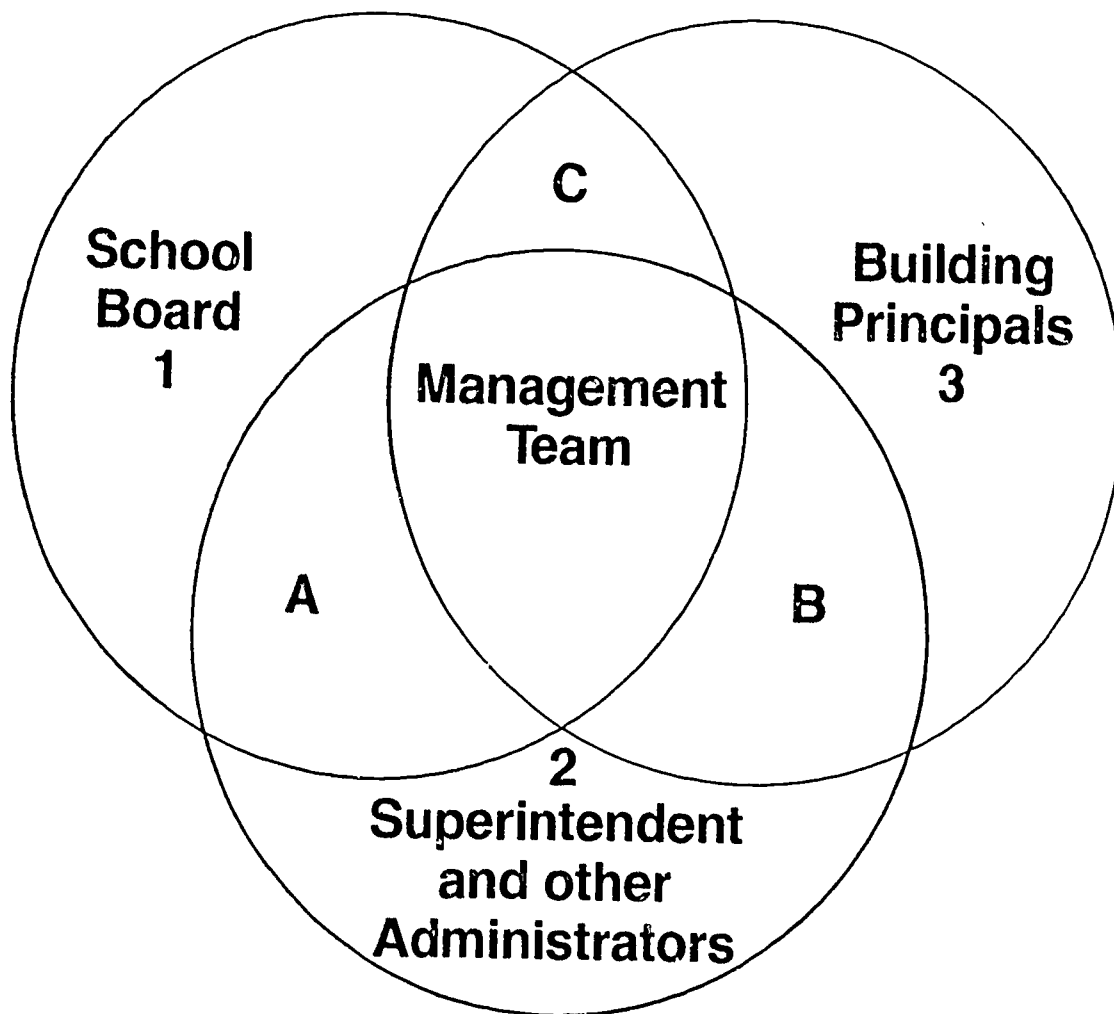 C
School
Board
1
Building
Principals
3
Management
Team
A
B
2
Superintendent
and other
Administrators